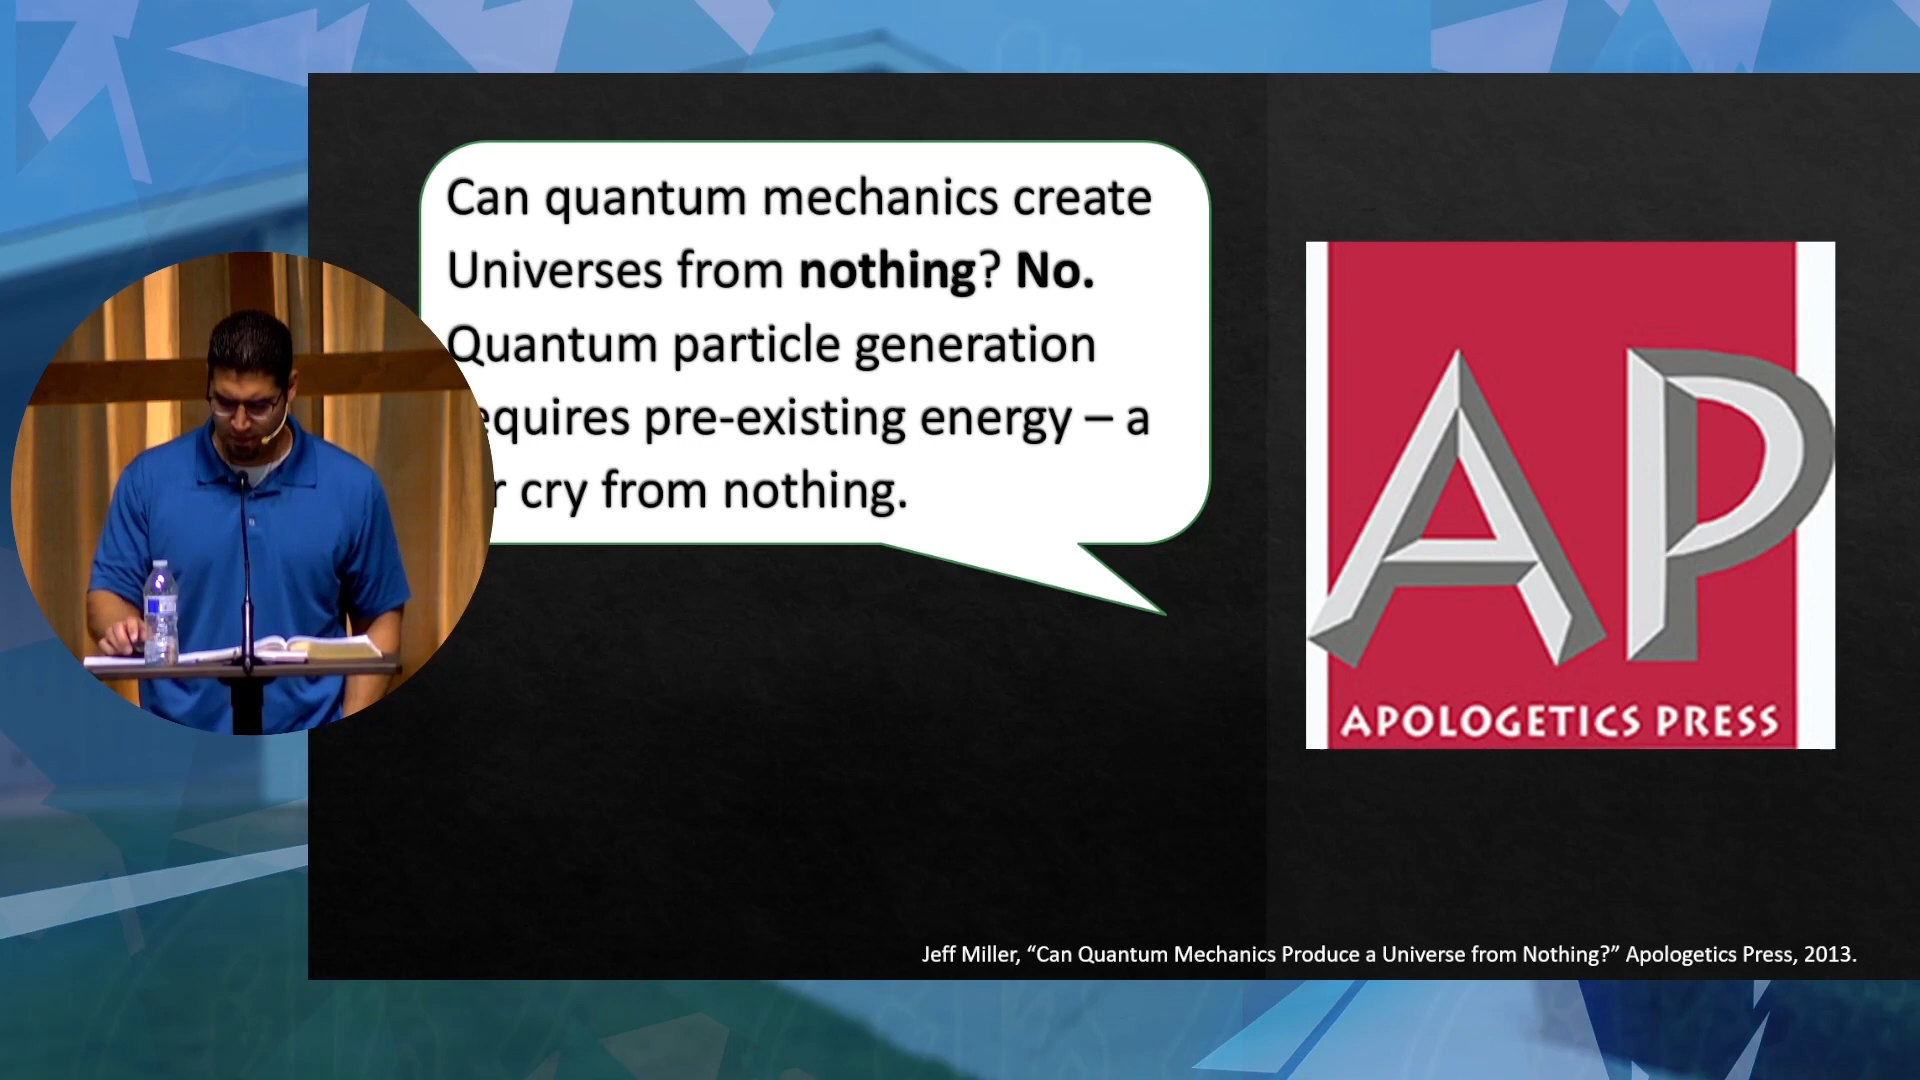 Can quantum mechanics create
Universes from nothing? No.
Quantum particle generation
equires pre-existing energy – a
r cry from nothing.
AP
APOLOGETICS PRESS
Jeff Miller, “Can Quantum Mechanics Produce a Universe from Nothing?” Apologetics Press, 2013.